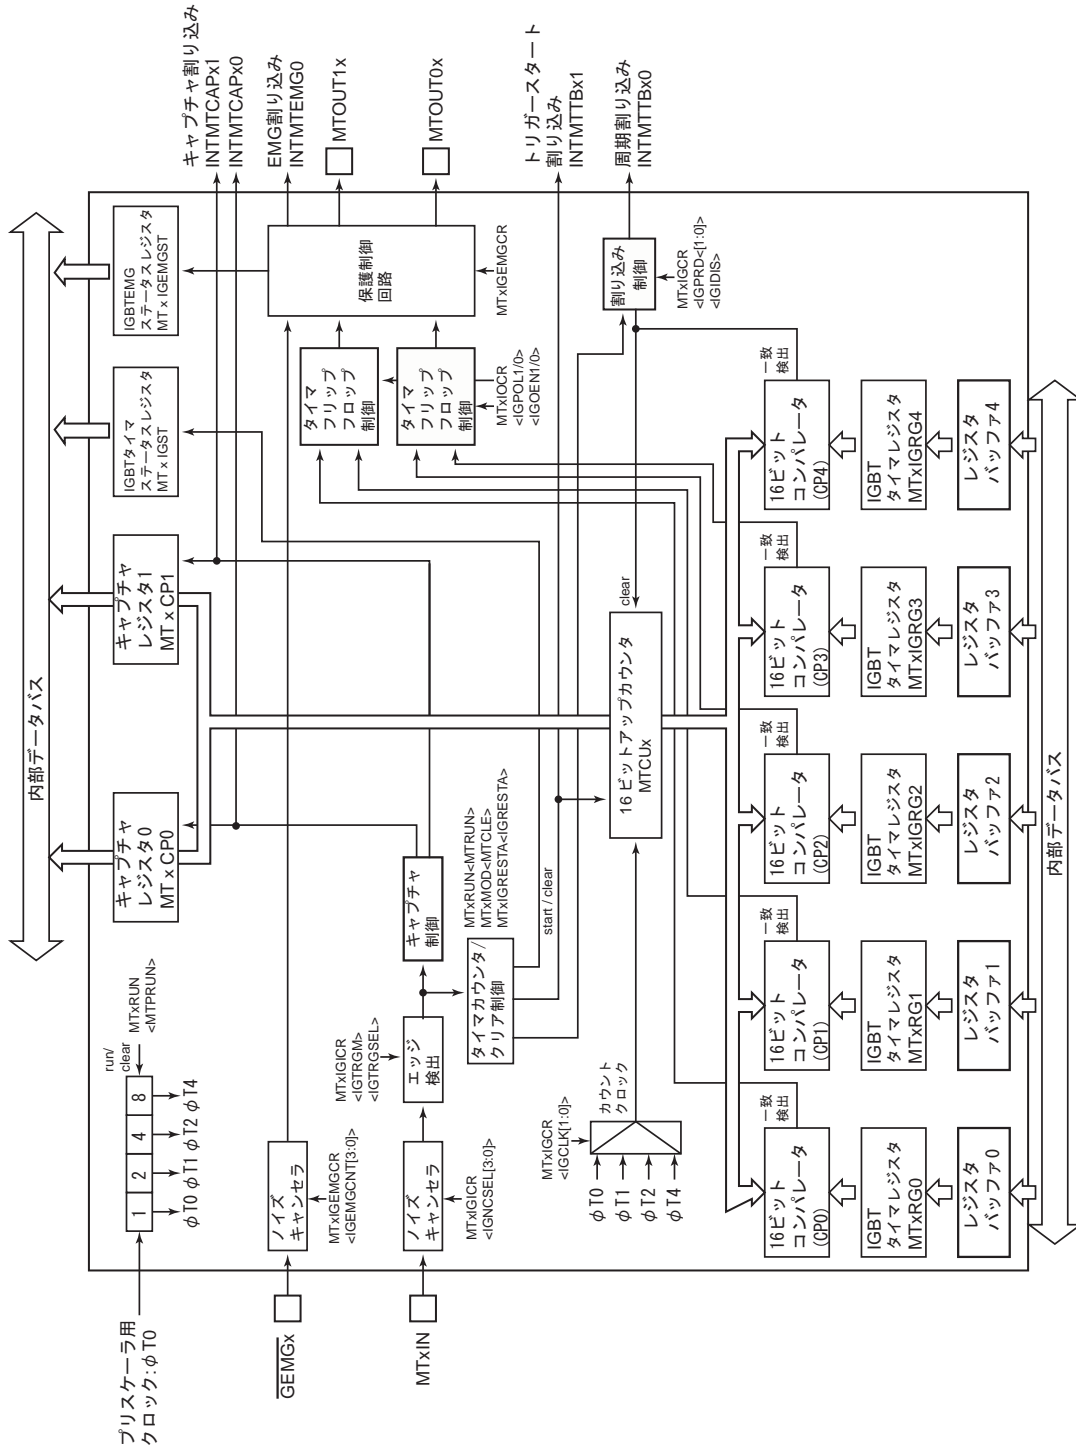 内部データバス
プリスケーラ用
クロック:φT0
1
2
4
8
run/
clear
MTxRUN
<MTPRUN>
φT0
φT1
φT2
φT4
キャプチャ
レジスタ0
MTxCP0
キャプチャ
レジスタ1
MTxCP1
IGBTタイマ
ステータスレジスタ
MTxIGST
IGBTEMG
ステータスレジスタ
MTxIGEMGST
キャプチャ割り込み
INTMTCAPx1
INTMTCAPx0
GEMGx
ノイズ
キャンセラ
MTxIGEMGCR
<IGEMGCNT[3:0]>
保護制御
回路
MTxIGEMGCR
EMG割り込み
INTMTEMG0
MTOUT1x
MTOUT0x
タイマ
フリップ
フロップ
制御
タイマ
フリップ
フロップ
制御
MTxIOCR
<IGPOL1/0>
<IGOEN1/0>
MTxIN
ノイズ
キャンセラ
MTxIGICR
<IGNCSEL[3:0]>
MTxIGICR
<IGTRGM>
<IGTRGSEL>
エッジ
検出
キャプチャ
制御
タイマカウンタ/
クリア制御
MTxRUN<MTRUN>
MTxMOD<MTCLE>
MTxIGRESTA<IGRESTA>
start / clear
トリガースタート
割り込み
INTMTTBx1
割り込み
制御
MTxIGCR
<IGPRD<[1:0]>
<IGIDIS>
周期割り込み
INTMTTBx0
MTxIGCR
<IGCLK[1:0]>
φT0
φT1
φT2
φT4
カウント
クロック
16ビットアップカウンタ
MTCUx
clear
一致
検出
一致
検出
一致
検出
一致
検出
一致
検出
16ビット
コンパレータ
(CP0)
16ビット
コンパレータ
(CP1)
16ビット
コンパレータ
(CP2)
16ビット
コンパレータ
(CP3)
16ビット
コンパレータ
(CP4)
IGBT
タイマレジスタ
MTxRG0
IGBT
タイマレジスタ
MTxRG1
IGBT
タイマレジスタ
MTxIGRG2
IGBT
タイマレジスタ
MTxIGRG3
IGBT
タイマレジスタ
MTxIGRG4
レジスタ
バッファ0
レジスタ
バッファ1
レジスタ
バッファ2
レジスタ
バッファ3
レジスタ
バッファ4
内部データバス